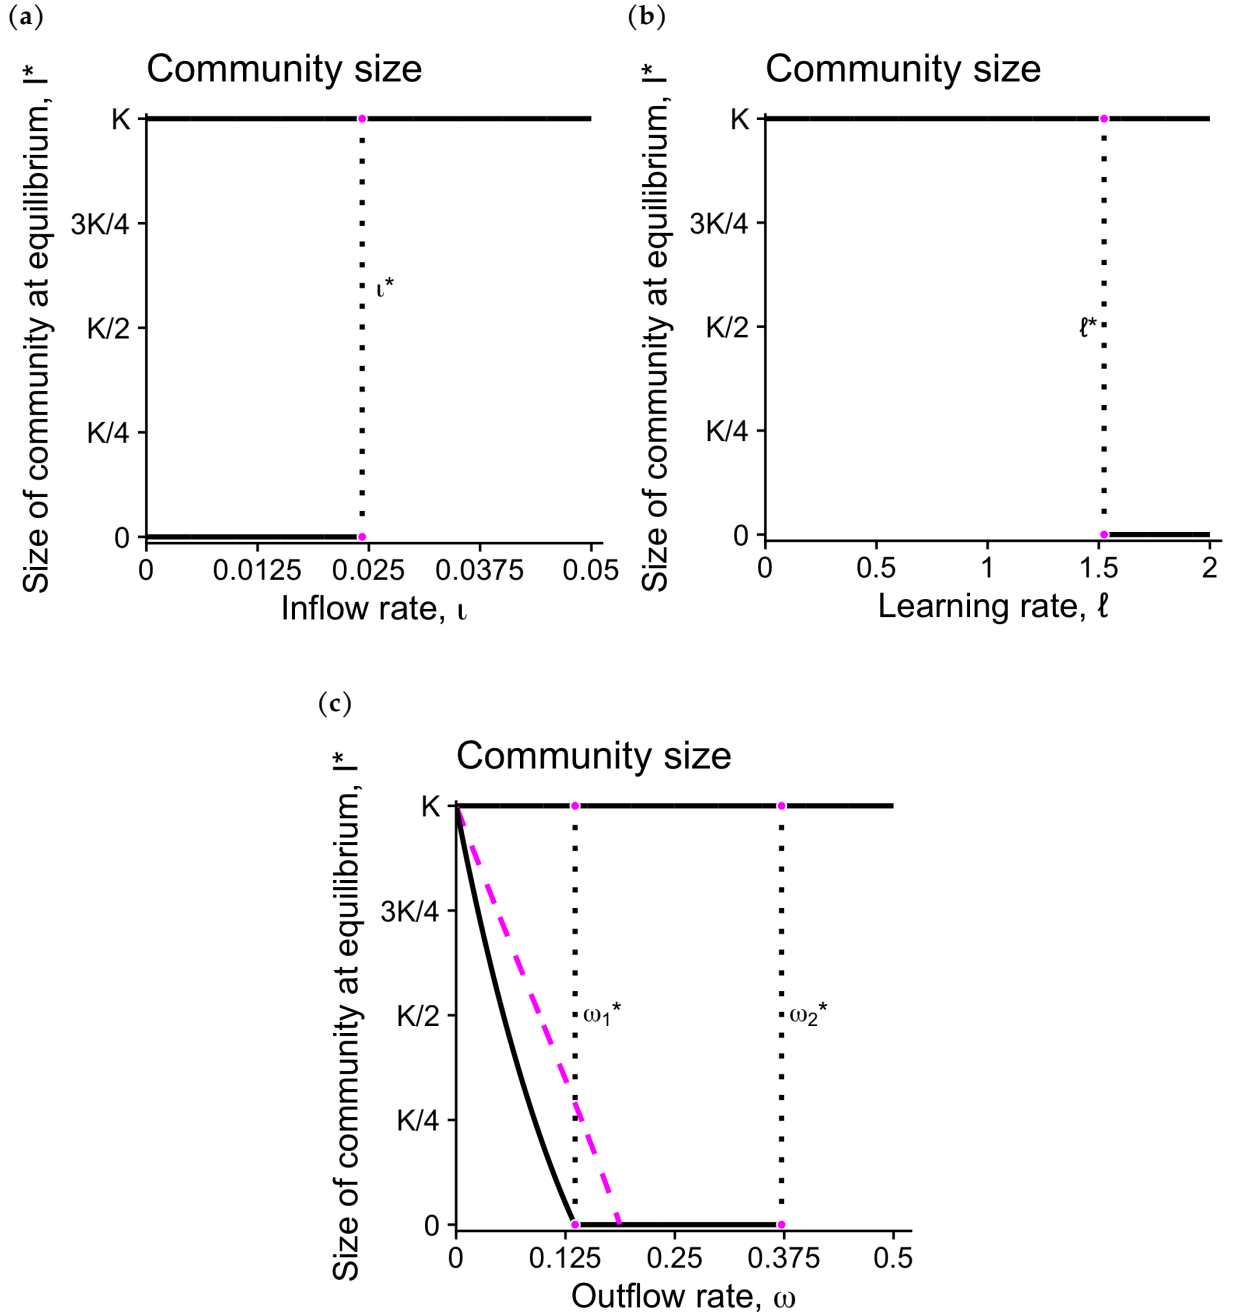 (a)
Community size
Size of community at equilibrium, I*
K
3K/4
K/2
K/4
0
ι*
0 0.0125 0.025 0.0375 0.05
Inflow rate, ι
(b)
Community size
Size of community at equilibrium, I*
K
3K/4
K/2
K/4
0
ℓ*
0 0.5 1 1.5 2
Learning rate, ℓ
(c)
Community size
Size of community at equilibrium, I*
K
3K/4
K/2
K/4
0
ω₁*
ω₂*
0 0.125 0.25 0.375 0.5
Outflow rate, ω